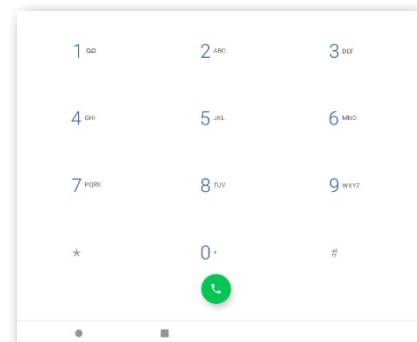 1
2 ABC
3 DEF
4 GHI
5 JKL
6 MNO
7 PQRS
8 TUV
9 WXYZ
*
0 +
#